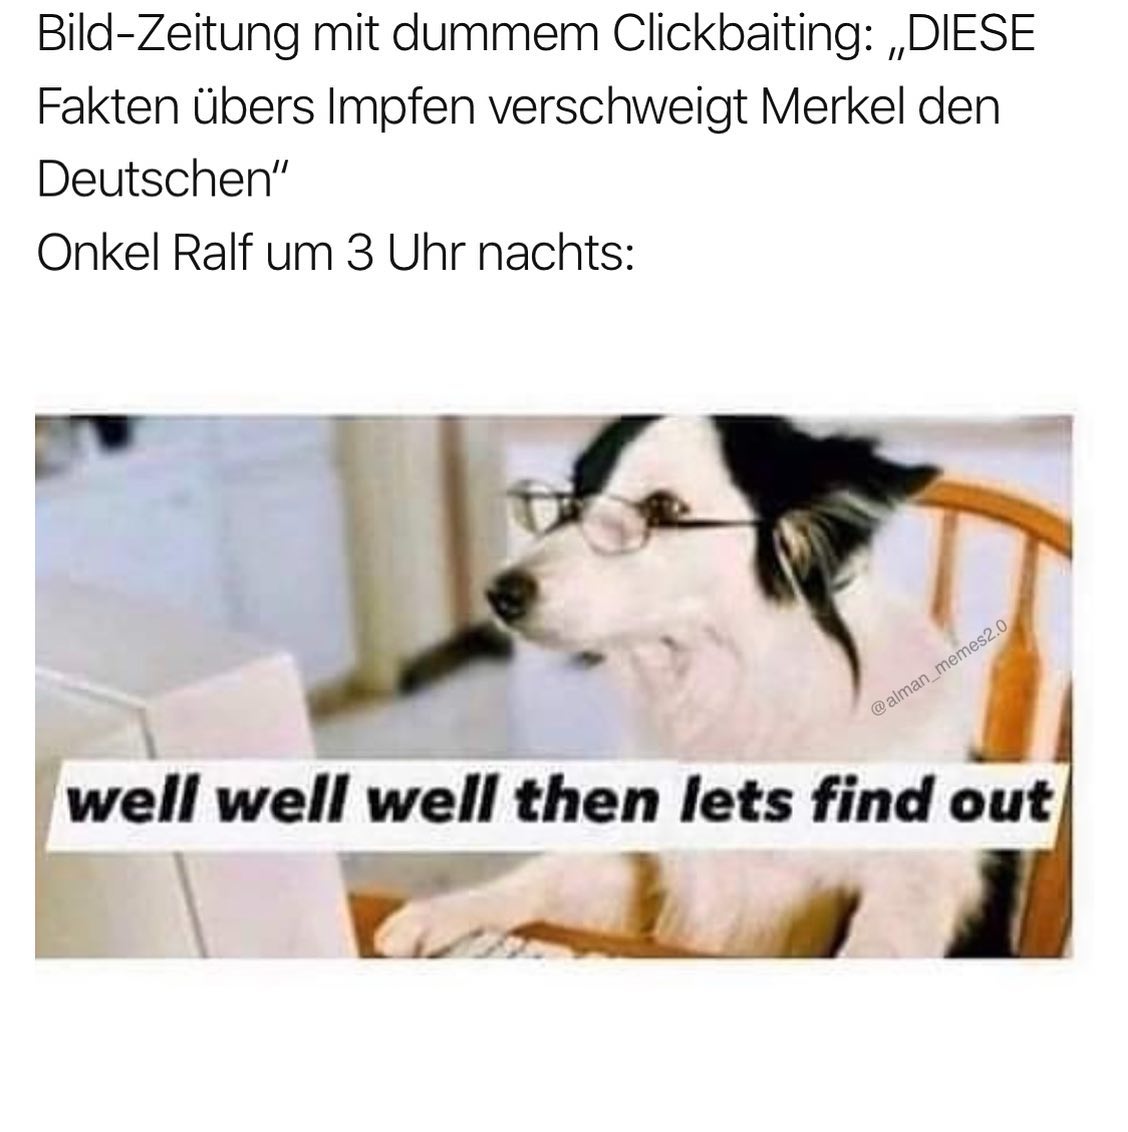 Bild-Zeitung mit dummem Clickbaiting: „DIESE
Fakten übers Impfen verschweigt Merkel den
Deutschen“
Onkel Ralf um 3 Uhr nachts:
@alman_memes2.0
well well well then lets find out